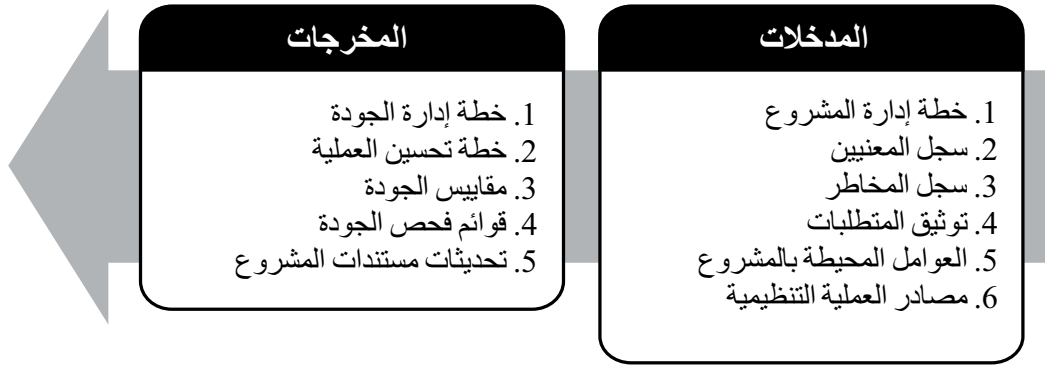 المدخلات
1. خطة إدارة المشروع
2. سجل المعنيين
3. سجل المخاطر
4. توثيق المتطلبات
5. العوامل المحيطة بالمشروع
6. مصادر العملية التنظيمية
المخرجات
1. خطة إدارة الجودة
2. خطة تحسين العملية
3. مقاييس الجودة
4. قوائم فحص الجودة
5. تحديثات مستندات المشروع